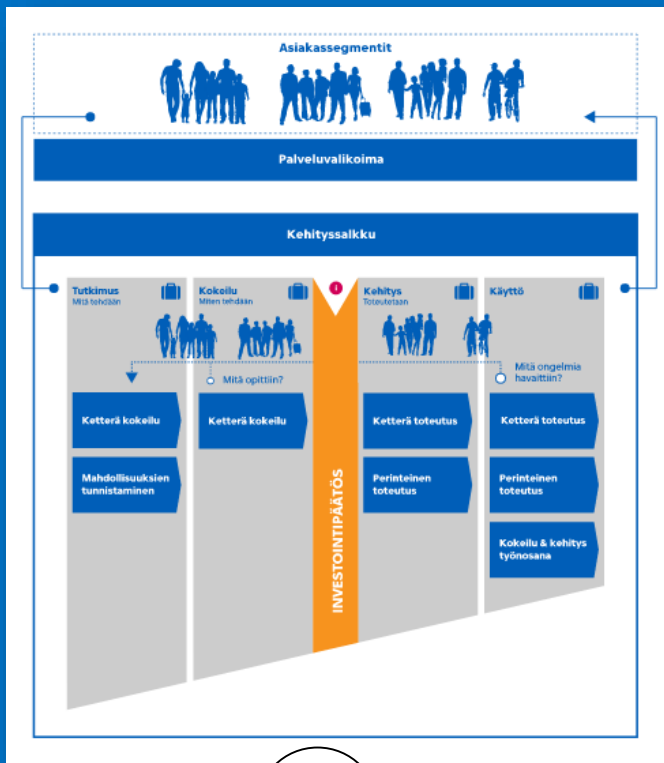 Asiakassegmentit
Palveluvalikoima
Kehityssalkku
Tutkimus
Mitä tehdään
Kokeilu
Miten tehdään
i
Kehitys
Toteutetaan
Käyttö
Mitä opittiin?
Mitä ongelmia
havaittiin?
Ketterä kokeilu
Mahdollisuuksien
tunnistaminen
Ketterä kokeilu
INVESTOINTIPÄÄTÖS
Ketterä toteutus
Perinteinen
toteutus
Ketterä toteutus
Perinteinen
toteutus
Kokeilu & kehitys
työnosana